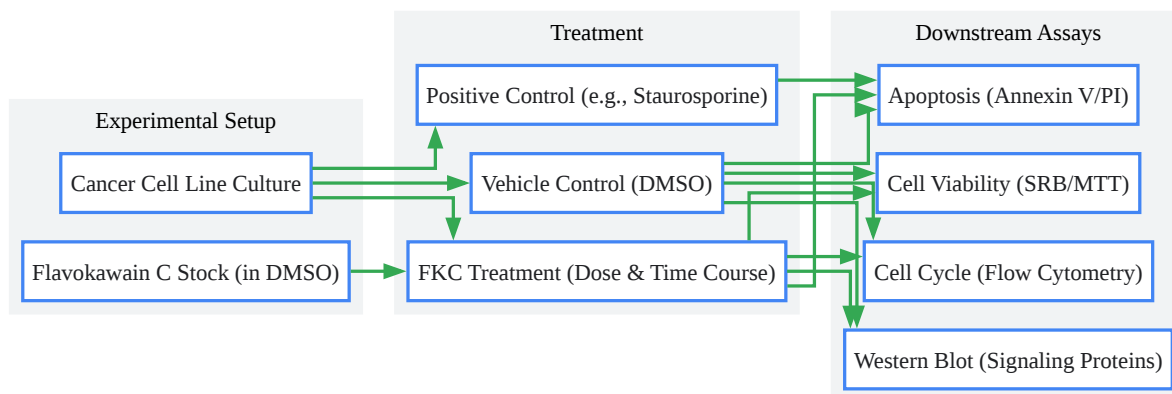 Experimental Setup
Cancer Cell Line Culture
Flavokawain C Stock (in DMSO)
Treatment
Positive Control (e.g., Staurosporine)
Vehicle Control (DMSO)
FKC Treatment (Dose & Time Course)
Downstream Assays
Apoptosis (Annexin V/PI)
Cell Viability (SRB/MTT)
Cell Cycle (Flow Cytometry)
Western Blot (Signaling Proteins)